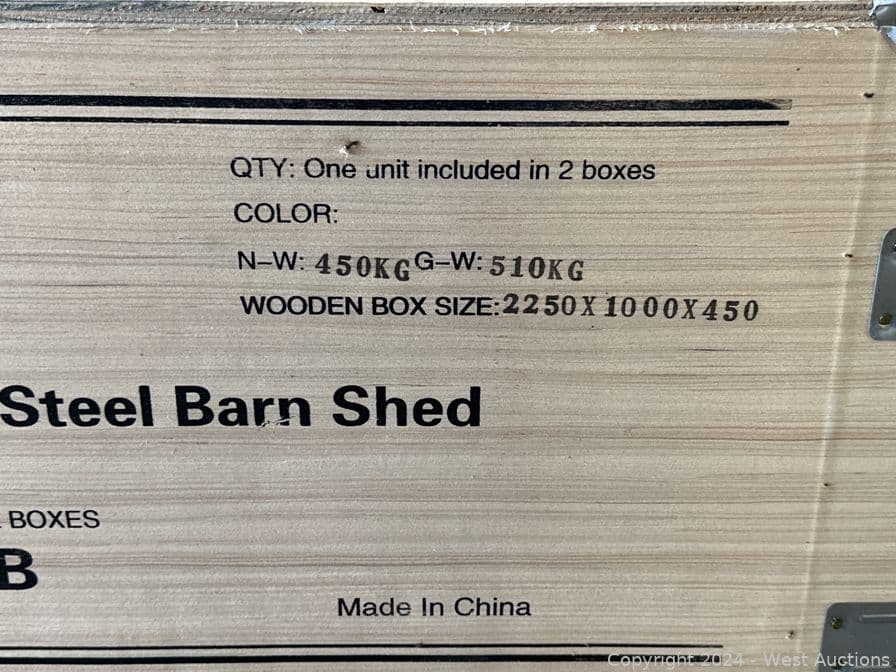 QTY: One unit included in 2 boxes
COLOR:
N-W: 450KG G-W: 510KG
WOODEN BOX SIZE: 2250X1000X450
Steel Barn Shed
BOXES
B
Made In China
Copyright 2024 - West Auctions